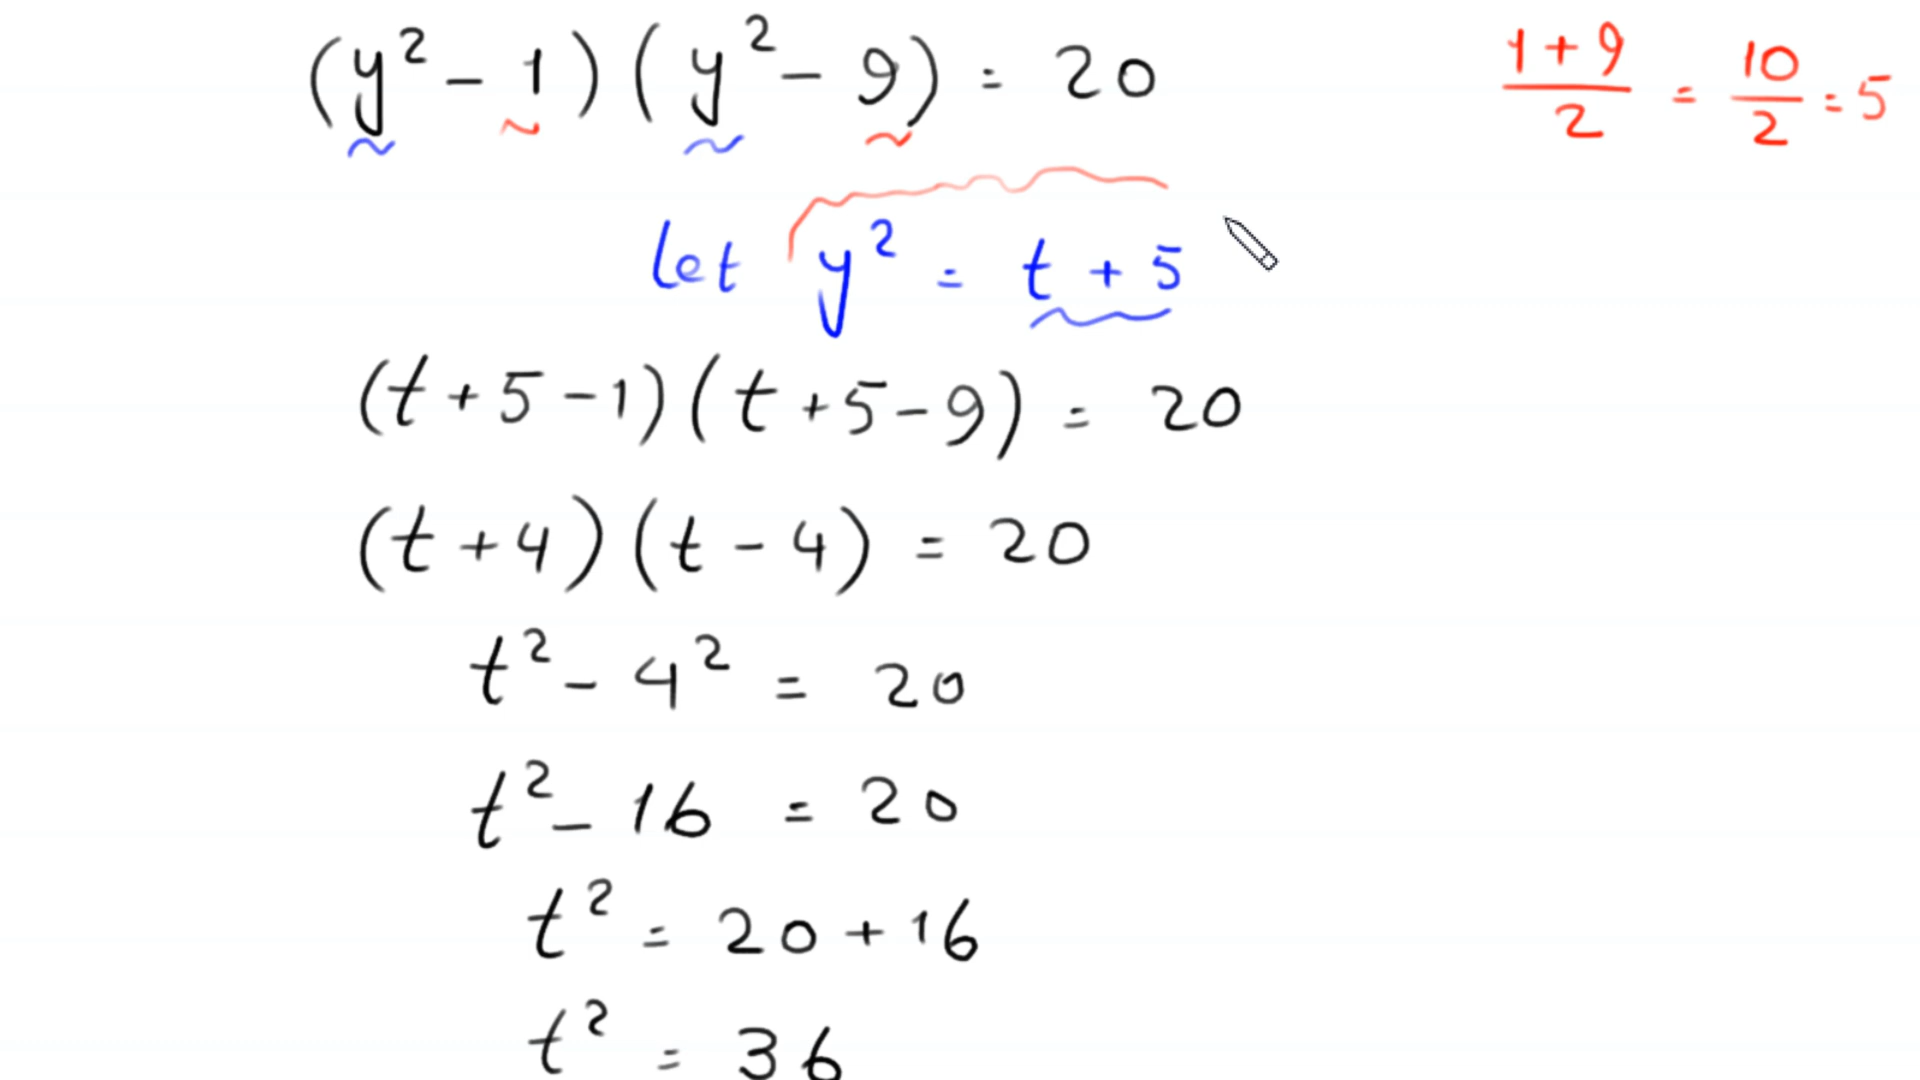 (y² - 1)(y² - 9) = 20
1+9/2 = 10/2 = 5
let y² = t + 5
(t + 5 - 1)(t + 5 - 9) = 20
(t + 4)(t - 4) = 20
t² - 4² = 20
t² - 16 = 20
t² = 20 + 16
t² = 36